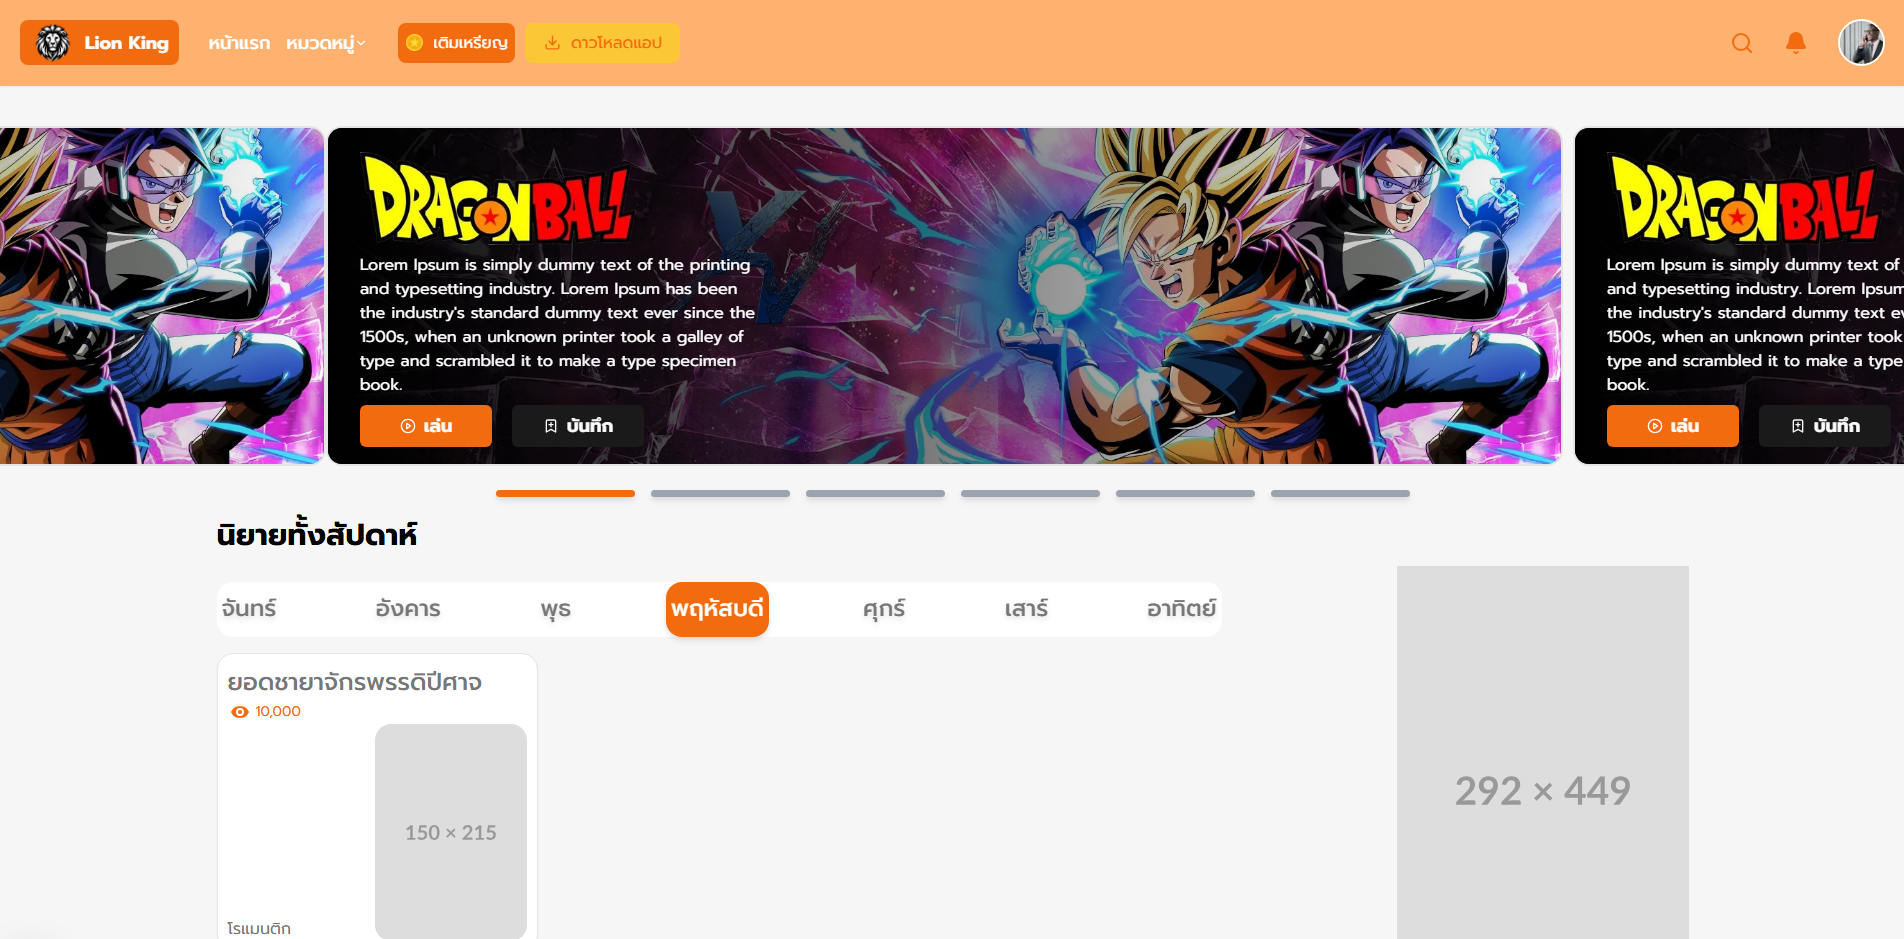 Lion King
หน้าแรก
หมวดหมู่
เติมเหรียญ
ดาวโหลดแอป
DRAGON BALL
Lorem Ipsum is simply dummy text of the printing
and typesetting industry. Lorem Ipsum has been
the industry's standard dummy text ever since the
1500s, when an unknown printer took a galley of
type and scrambled it to make a type specimen
book.
เล่น
บันทึก
DRAGON BALL
Lorem Ipsum is simply dummy text of
and typesetting industry. Lorem Ipsum
the industry's standard dummy text
1500s, when an unknown printer took
type and scrambled it to make a type
book.
เล่น
บันทึก
นิยายทั้งสัปดาห์
จันทร์
อังคาร
พุธ
พฤหัสบดี
ศุกร์
เสาร์
อาทิตย์
ยอดชายาจักรพรรดิปีศาจ
10,000
150 × 215
โรแมนติก
292 × 449